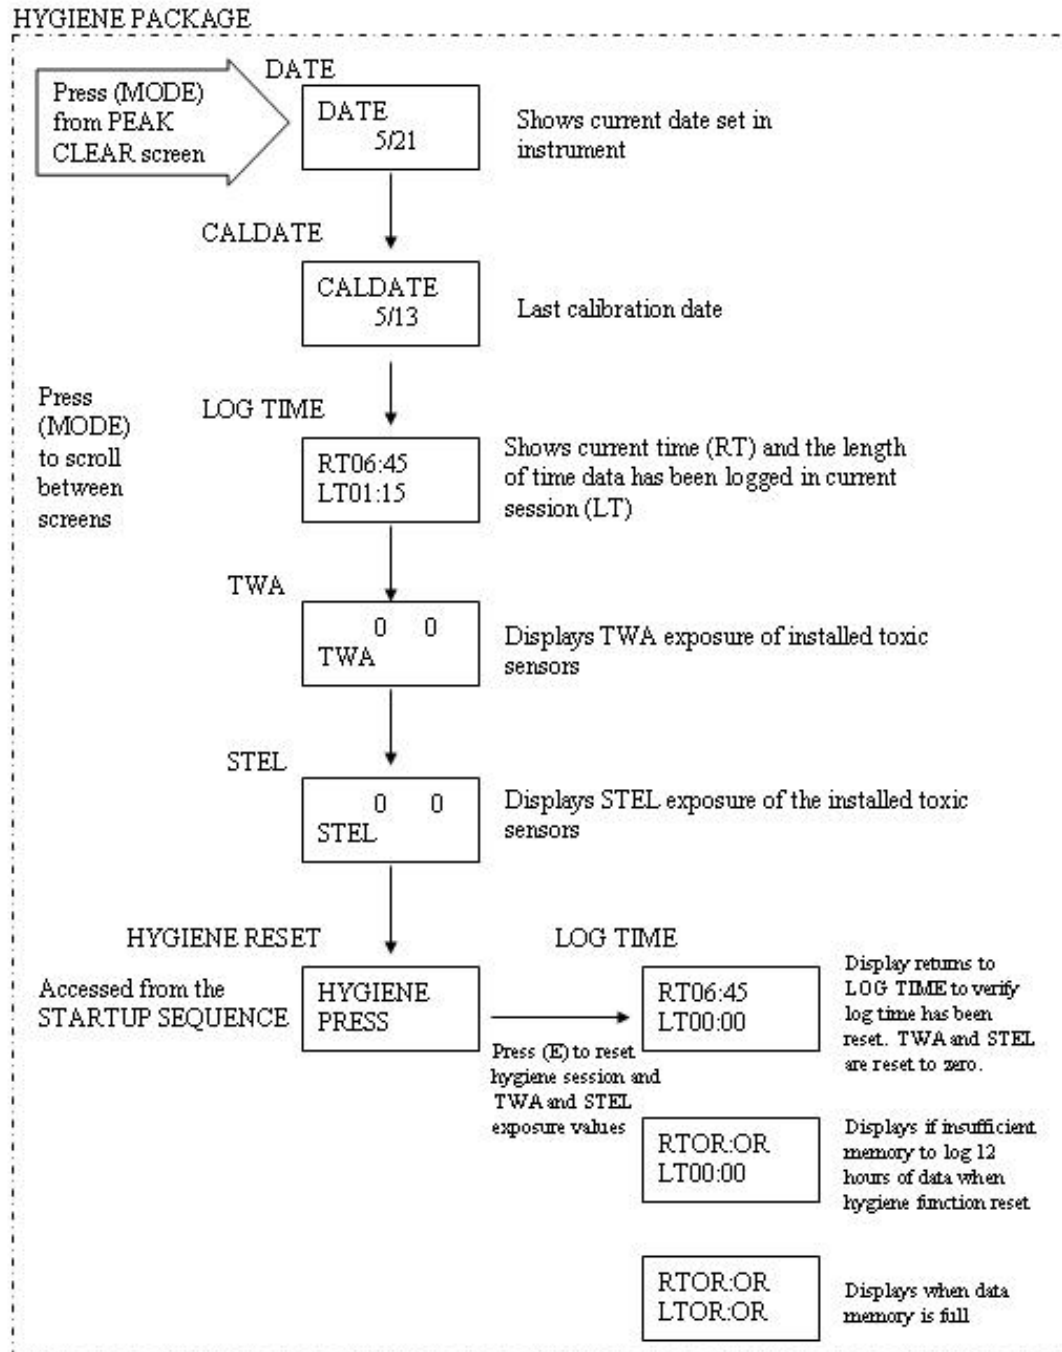 HYGIENE PACKAGE
DATE
Press (MODE)
from PEAK
CLEAR screen
DATE
5/21
Shows current date set in
instrument
CALDATE
CALDATE
5/13
Last calibration date
Press
(MODE)
to scroll
between
screens
LOG TIME
RT06:45
LT01:15
Shows current time (RT) and the length
of time data has been logged in current
session (LT)
TWA
0 0
TWA
Displays TWA exposure of installed toxic
sensors
STEL
0 0
STEL
Displays STEL exposure of the installed toxic
sensors
HYGIENE RESET
Accessed from the
STARTUP SEQUENCE
HYGIENE
PRESS
Press (E) to reset
hygiene session and
TWA and STEL
exposure values
LOG TIME
RT06:45
LT00:00
Display returns to
LOG TIME to verify
log time has been
reset. TWA and STEL
are reset to zero.
RTOR:OR
LT00:00
Displays if insufficient
memory to log 12
hours of data when
hygiene function reset
RTOR:OR
LTOR:OR
Displays when data
memory is full